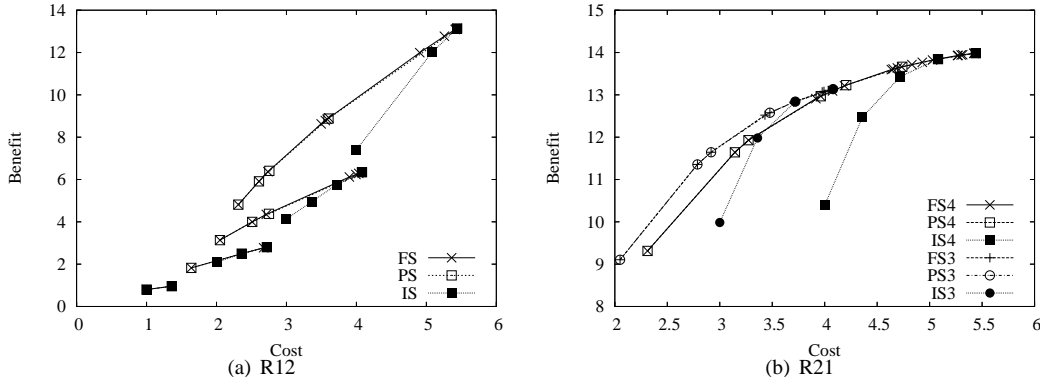 14
12
10
8
6
4
2
0
Benefit
0 1 2 3 4 5 6
Cost
FS
PS
IS
(a) R12
15
14
13
12
11
10
9
8
Benefit
2 2.5 3 3.5 4 4.5 5 5.5 6
Cost
FS4
PS4
IS4
FS3
PS3
IS3
(b) R21